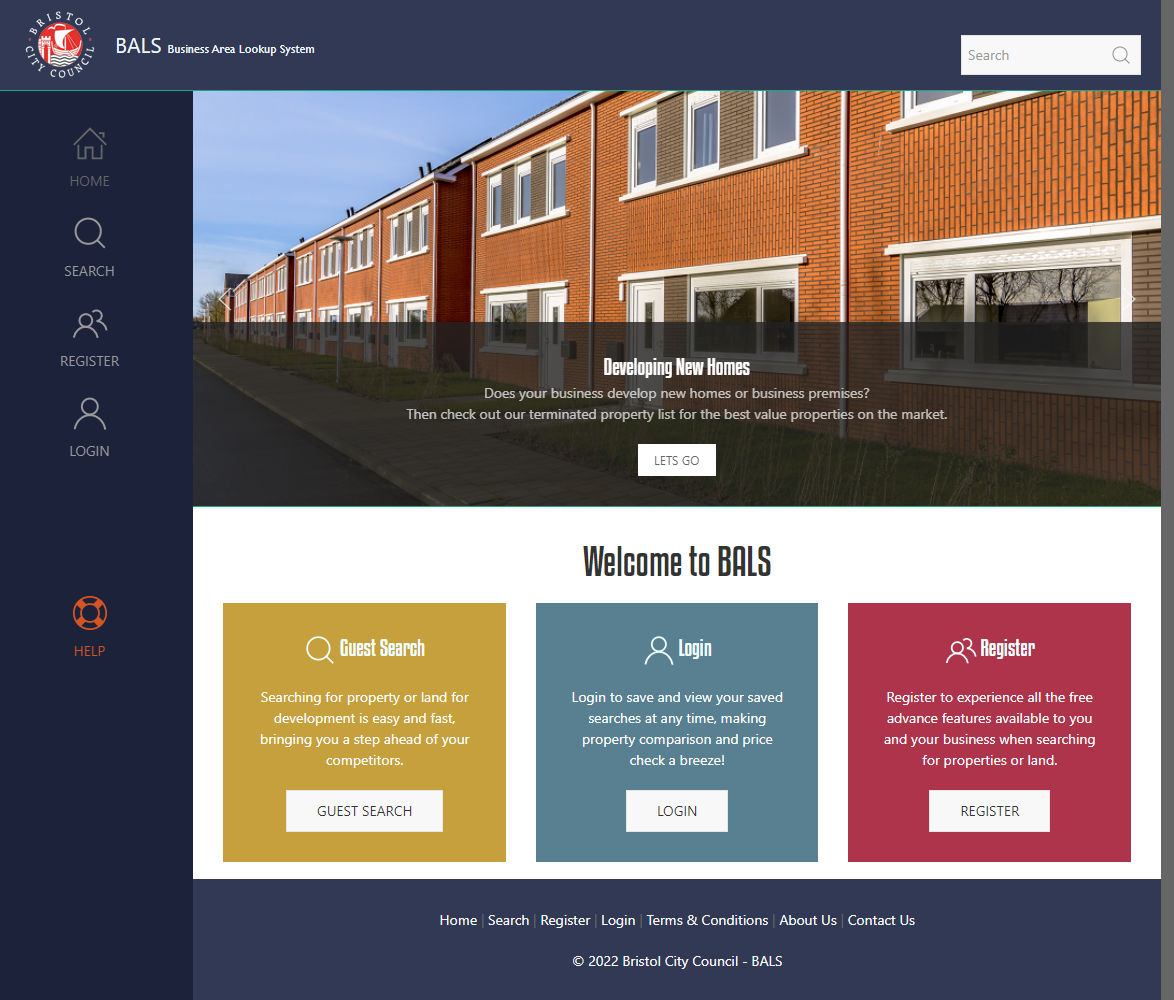 BRISTOL
CITY COUNCIL
BALS Business Area Lookup System
Search
HOME
SEARCH
REGISTER
LOGIN
HELP
Developing New Homes
Does your business develop new homes or business premises?
Then check out our terminated property list for the best value properties on the market.
LETS GO
Welcome to BALS
Guest Search
Searching for property or land for
development is easy and fast,
bringing you a step ahead of your
competitors.
GUEST SEARCH
Login
Login to save and view your saved
searches at any time, making
property comparison and price
check a breeze!
LOGIN
Register
Register to experience all the free
advance features available to you
and your business when searching
for properties or land.
REGISTER
Home | Search | Register | Login | Terms & Conditions | About Us | Contact Us
© 2022 Bristol City Council - BALS